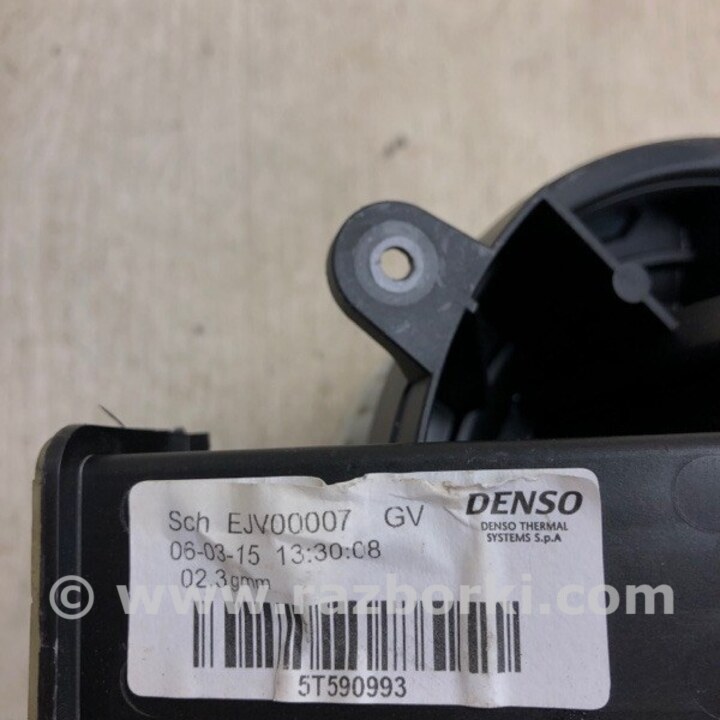 Sch EJV00007 GV
DENSO
DENSO THERMAL
SYSTEMS S.p.A
06-03-15 13:30:08
02.3gmm
© www.razborki.com
5T590993